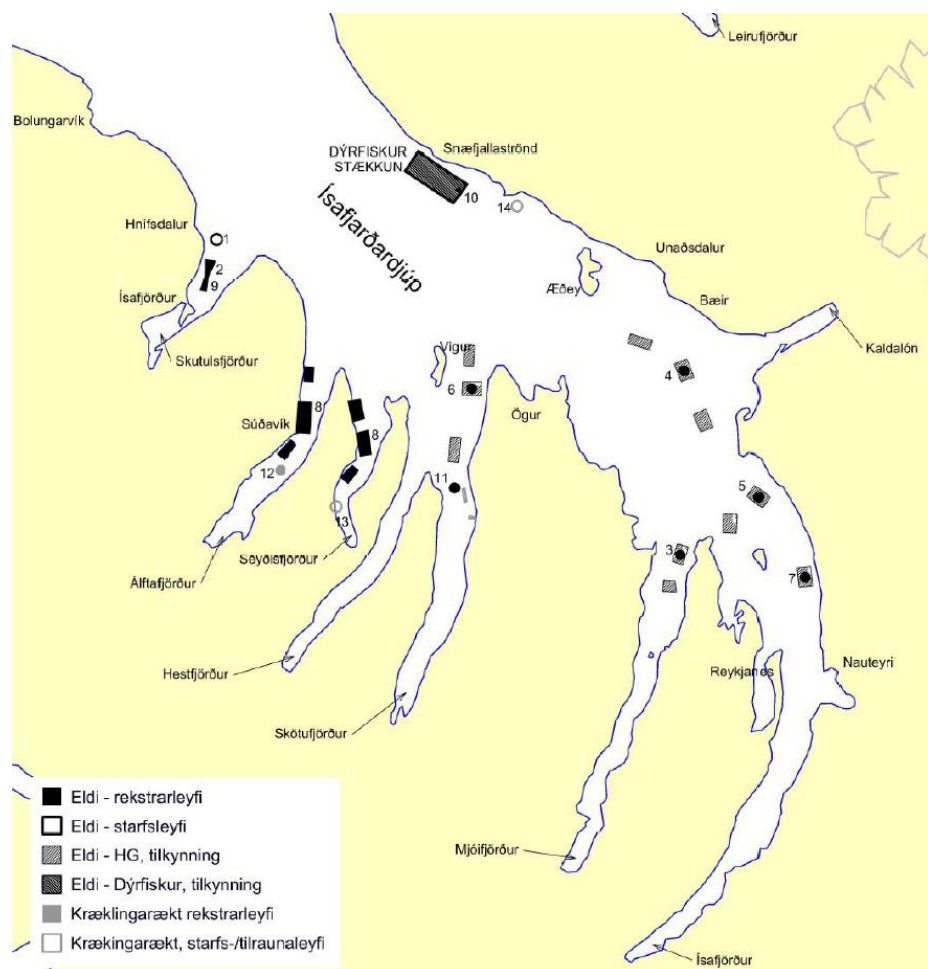 Leirufjörður
Bolungarvík
Snæfjallaströnd
DÝRFISKUR
STÆKKUN
10
14
Hnífsdalur
1
Ísafjarðardjúp
Unaðsdalur
2
9
Æðey
Bæir
Ísafjörður
Skutulsfjörður
Vigur
Kaldalón
4
6
8
Ögur
Súðavík
8
12
11
5
13
Seyðisfjörður
3
Álftafjörður
7
Hestfjörður
Reykjanes
Nauteyri
Skötufjörður
Mjóifjörður
Ísafjörður
Eldi - rekstrarleyfi
Eldi - starfsleyfi
Eldi - HG, tilkynning
Eldi - Dýrfiskur, tilkynning
Kræklingarækt rekstrarleyfi
Krækingarækt, starfs-/tilraunaleyfi